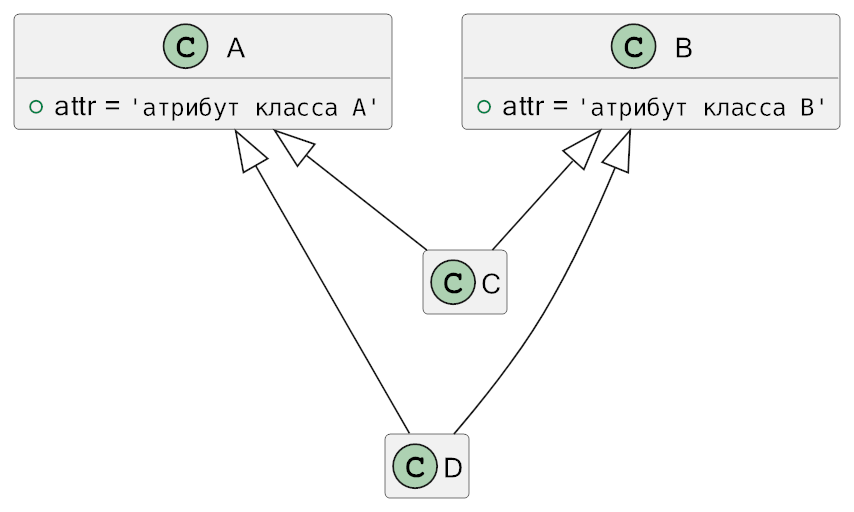 C A
attr = 'атрибут класса A'
C B
attr = 'атрибут класса B'
C C
C D